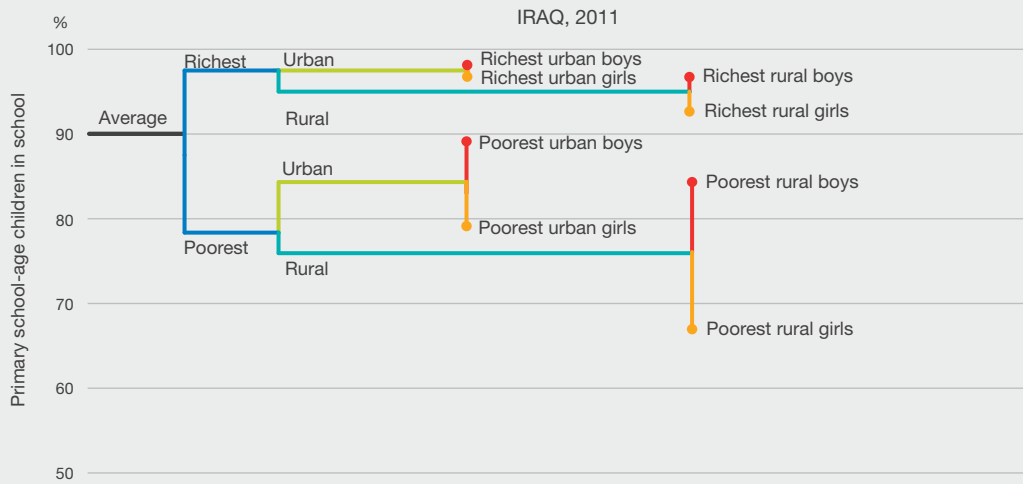 IRAQ, 2011
%
Primary school-age children in school
100
90
80
70
60
50
Average
Richest
Poorest
Urban
Rural
Urban
Rural
Richest urban boys
Richest urban girls
Richest rural boys
Richest rural girls
Poorest urban boys
Poorest urban girls
Poorest rural boys
Poorest rural girls